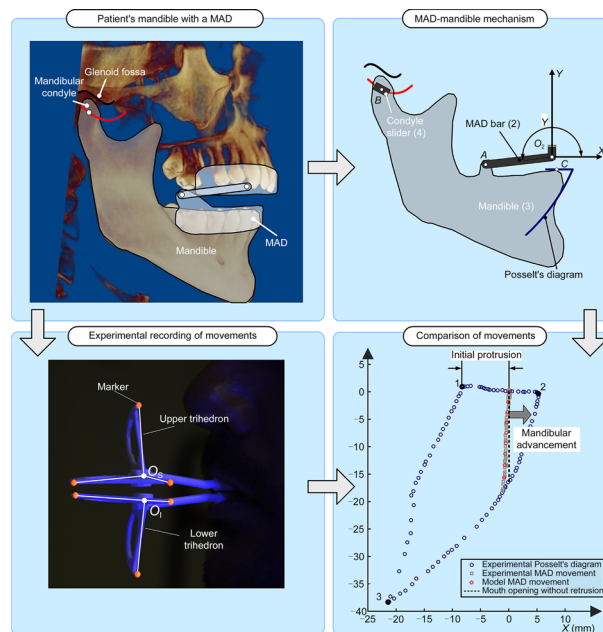 Patient's mandible with a MAD
Glenoid fossa
Mandibular
condyle
Mandible
MAD
MAD-mandible mechanism
B
Condyle
slider (4)
MAD bar (2)
Y
Y
O2
X
A
C
Mandible (3)
Posselt's diagram
Experimental recording of movements
Marker
Upper trihedron
OS
OI
Lower
trihedron
Comparison of movements
Initial protrusion
1
2
Mandibular
advancement
3
5
0
−5
−10
−15
−20
−25
−30
−35
−40
Experimental Posselt's diagram
Experimental MAD movement
Model MAD movement
Mouth opening without retrusion
−25 −20 −15 −10 −5 0 5 10 15
X (mm)